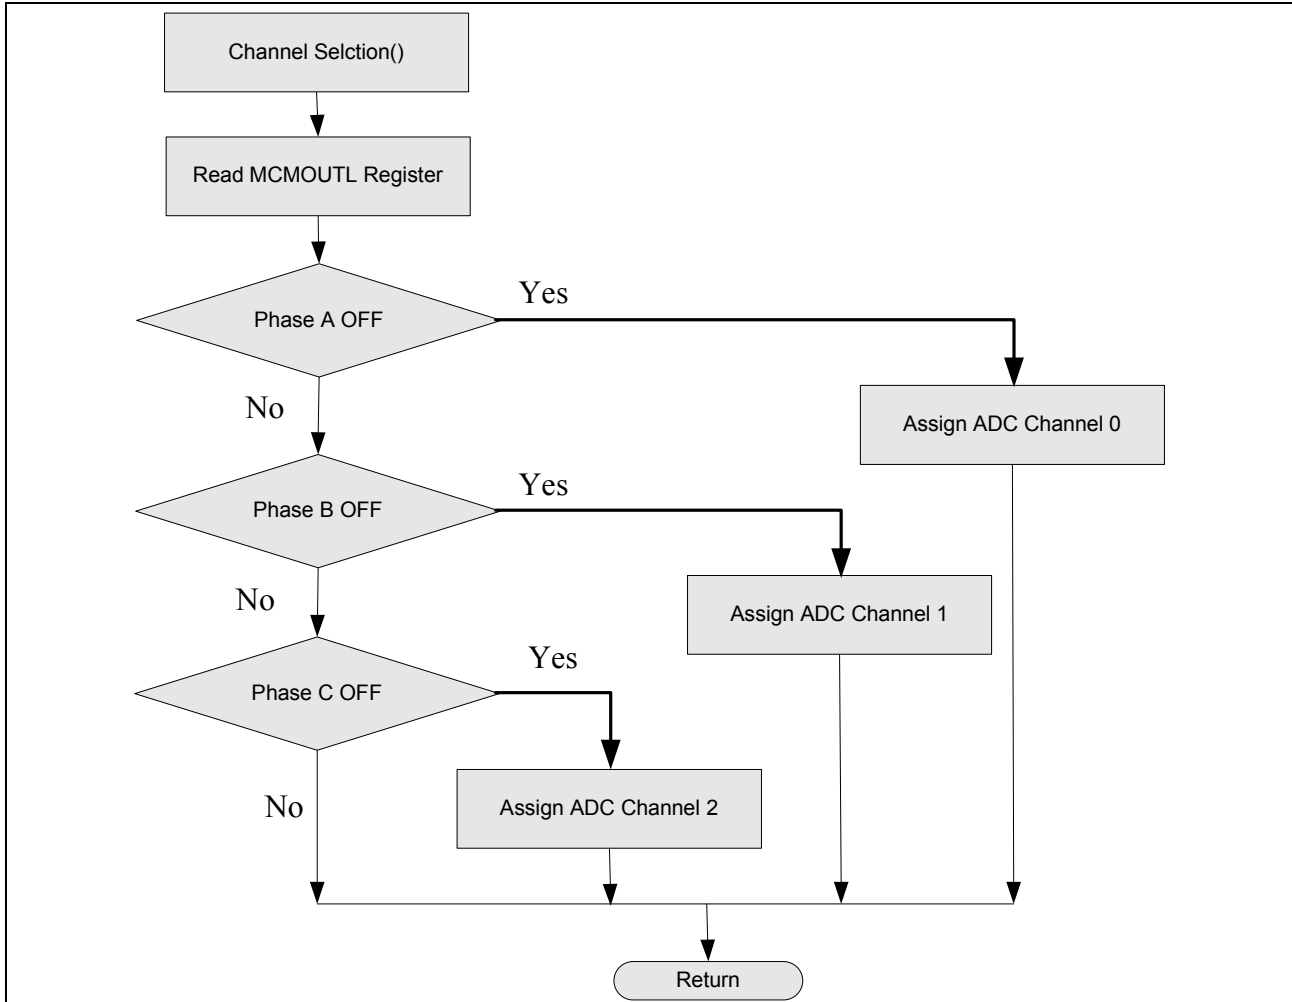 Channel Selction()
Read MCMOUTL Register
Phase A OFF
Yes
No
Assign ADC Channel 0
Phase B OFF
Yes
No
Assign ADC Channel 1
Phase C OFF
Yes
No
Assign ADC Channel 2
Return